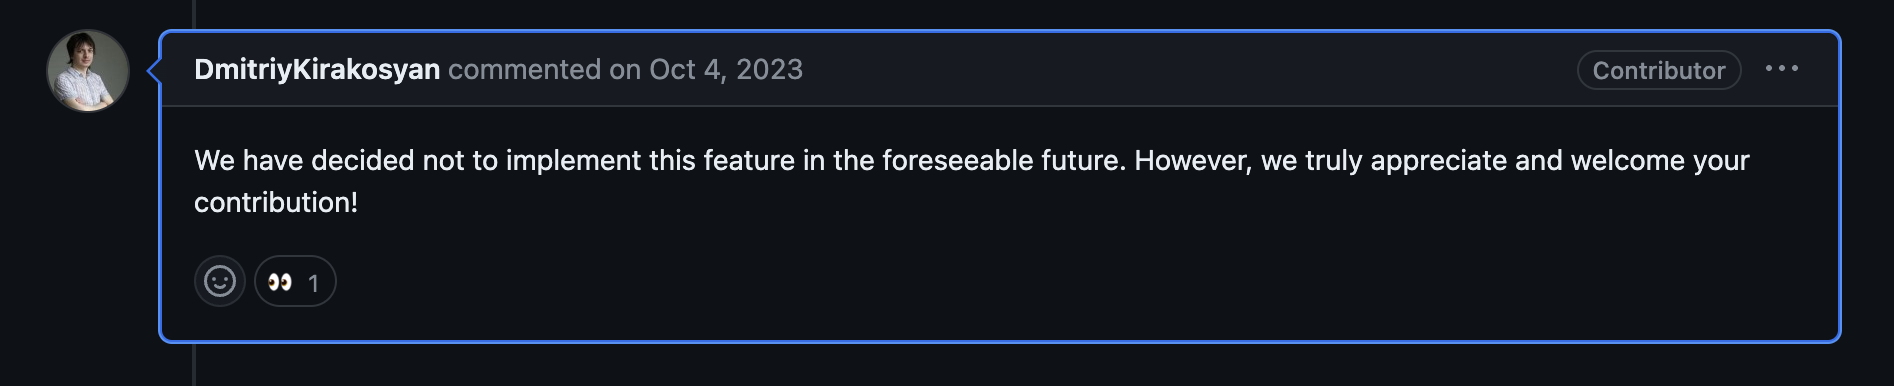 DmitriyKirakosyan commented on Oct 4, 2023 Contributor
We have decided not to implement this feature in the foreseeable future. However, we truly appreciate and welcome your
contribution!
👀 1